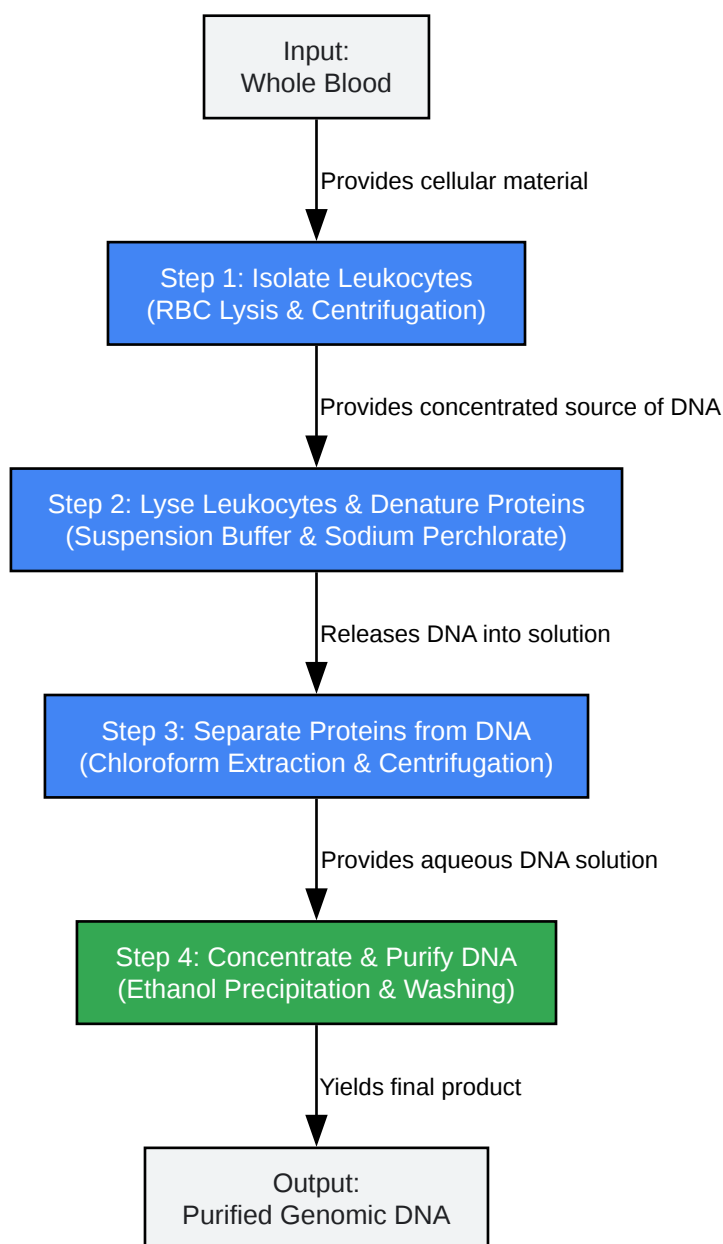 Input:
Whole Blood
Provides cellular material
Step 1: Isolate Leukocytes
(RBC Lysis & Centrifugation)
Provides concentrated source of DNA
Step 2: Lyse Leukocytes & Denature Proteins
(Suspension Buffer & Sodium Perchlorate)
Releases DNA into solution
Step 3: Separate Proteins from DNA
(Chloroform Extraction & Centrifugation)
Provides aqueous DNA solution
Step 4: Concentrate & Purify DNA
(Ethanol Precipitation & Washing)
Yields final product
Output:
Purified Genomic DNA